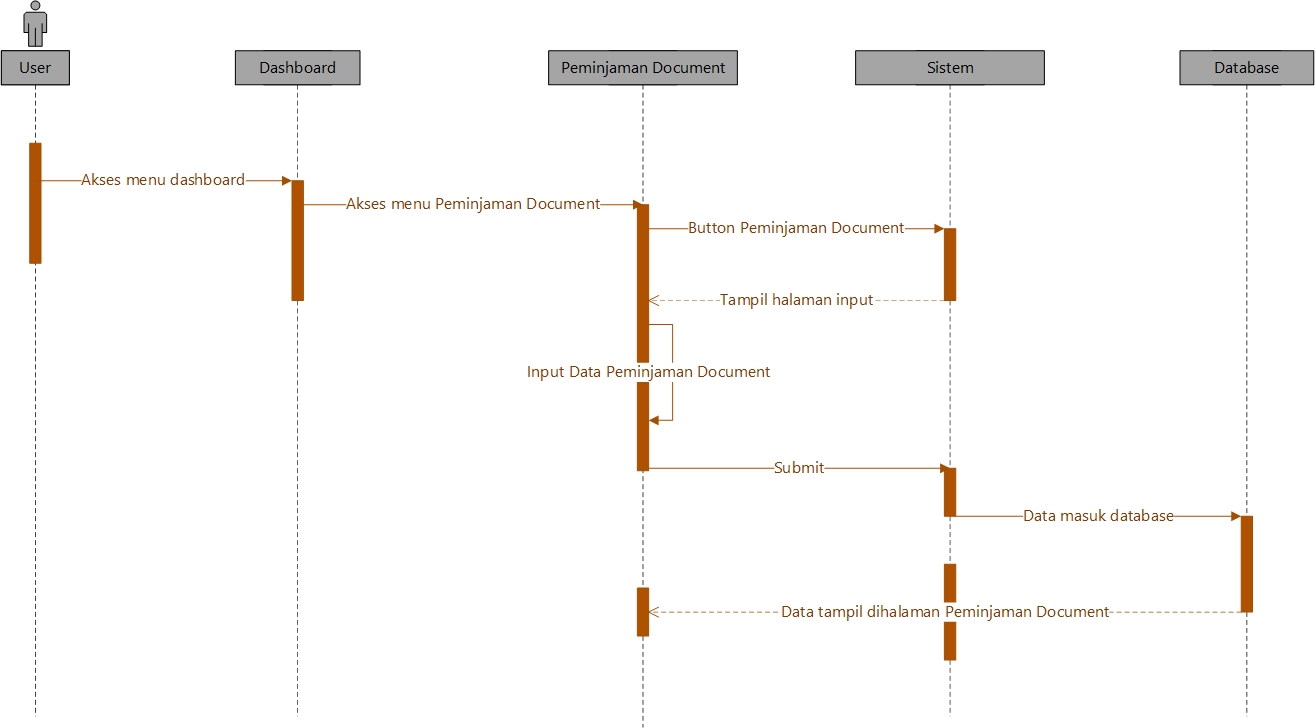 User
Dashboard
Peminjaman Document
Sistem
Database
Akses menu dashboard
Akses menu Peminjaman Document
Button Peminjaman Document
Tampil halaman input
Input Data Peminjaman Document
Submit
Data masuk database
Data tampil dihalaman Peminjaman Document